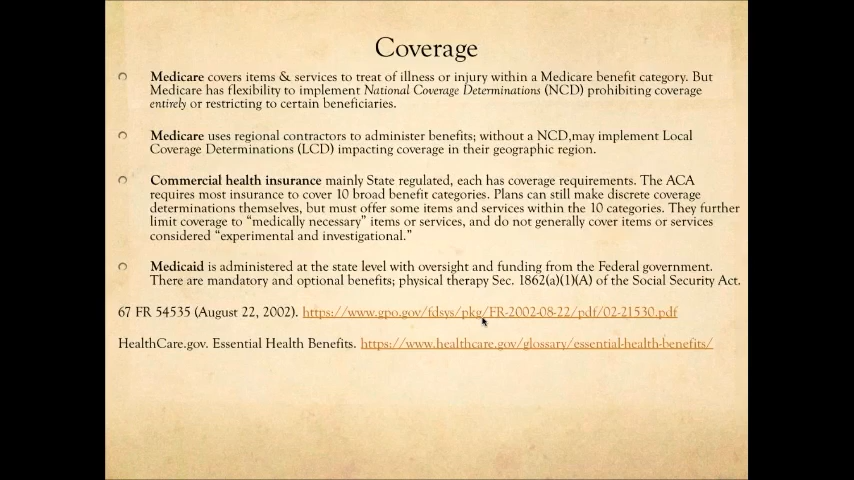 Coverage
Medicare covers items & services to treat of illness or injury within a Medicare benefit category. But
Medicare has flexibility to implement National Coverage Determinations (NCD) prohibiting coverage
entirely or restricting to certain beneficiaries.
Medicare uses regional contractors to administer benefits; without a NCD,may implement Local
Coverage Determinations (LCD) impacting coverage in their geographic region.
Commercial health insurance mainly State regulated, each has coverage requirements. The ACA
requires most insurance to cover 10 broad benefit categories. Plans can still make discrete coverage
determinations themselves, but must offer some items and services within the 10 categories. They further
limit coverage to “medically necessary” items or services, and do not generally cover items or services
considered “experimental and investigational.”
Medicaid is administered at the state level with oversight and funding from the Federal government.
There are mandatory and optional benefits; physical therapy Sec. 1862(a)(1)(A) of the Social Security Act.
67 FR 54535 (August 22, 2002). https://www.gpo.gov/fdsys/pkg/FR-2002-08-22/pdf/02-21530.pdf
HealthCare.gov. Essential Health Benefits. https://www.healthcare.gov/glossary/essential-health-benefits/